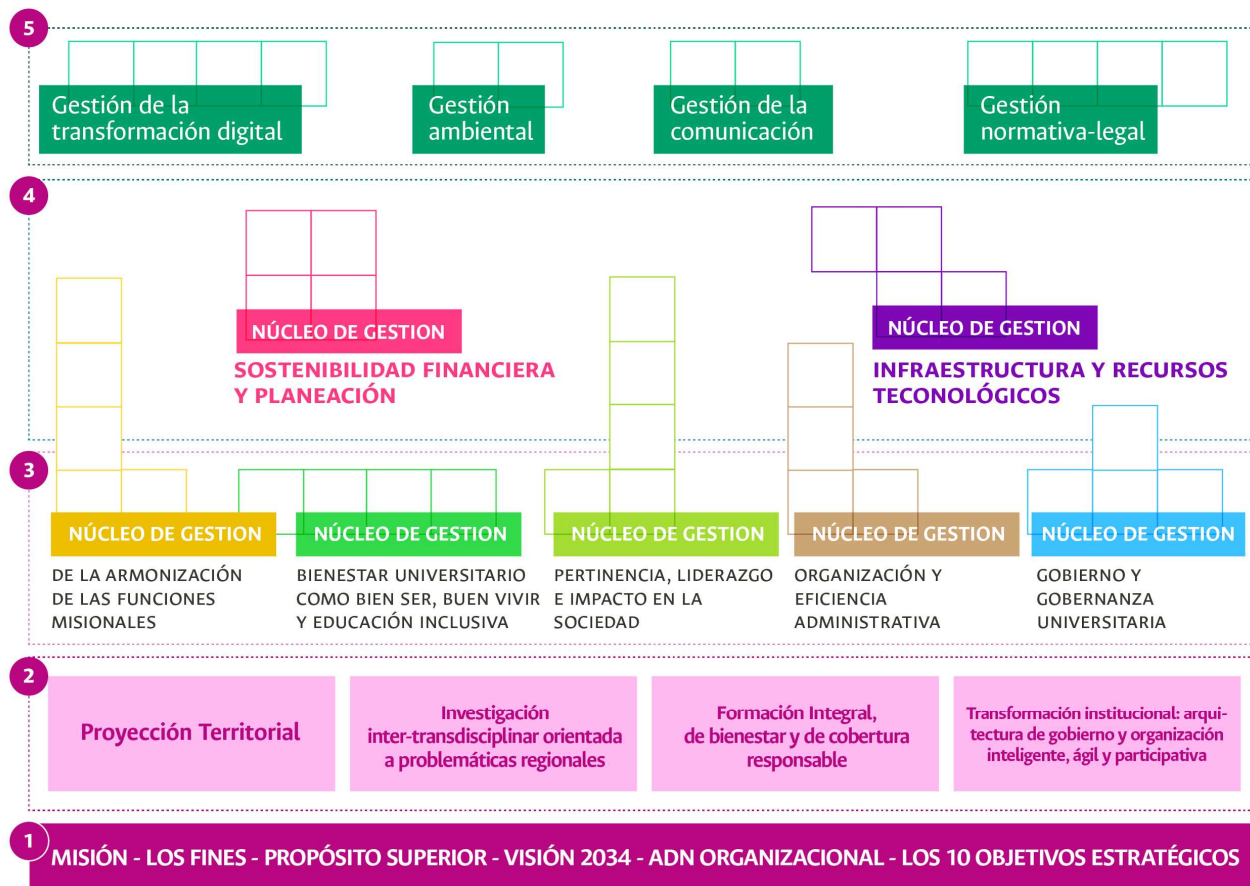 5
Gestión de la
transformación digital
Gestión
ambiental
Gestión de la
comunicación
Gestión
normativa-legal
4
NÚCLEO DE GESTION
SOSTENIBILIDAD FINANCIERA
Y PLANEACIÓN
NÚCLEO DE GESTION
INFRAESTRUCTURA Y RECURSOS
TECONOLÓGICOS
3
NÚCLEO DE GESTION
DE LA ARMONIZACIÓN
DE LAS FUNCIONES
MISIONALES
NÚCLEO DE GESTION
BIENESTAR UNIVERSITARIO
COMO BIEN SER, BUEN VIVIR
Y EDUCACIÓN INCLUSIVA
NÚCLEO DE GESTION
PERTINENCIA, LIDERAZGO
E IMPACTO EN LA
SOCIEDAD
NÚCLEO DE GESTION
ORGANIZACIÓN Y
EFICIENCIA
ADMINISTRATIVA
NÚCLEO DE GESTION
GOBIERNO Y
GOBERNANZA
UNIVERSITARIA
2
Proyección Territorial
Investigación
inter-transdisciplinar orientada
a problemáticas regionales
Formación Integral,
de bienestar y de cobertura
responsable
Transformación institucional: arqui-
tectura de gobierno y organización
inteligente, ágil y participativa
1
MISIÓN - LOS FINES - PROPÓSITO SUPERIOR - VISIÓN 2034 - ADN ORGANIZACIONAL - LOS 10 OBJETIVOS ESTRATÉGICOS